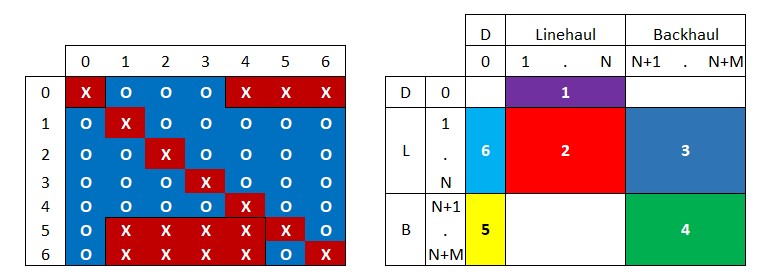 0 1 2 3 4 5 6
0 X O O O X X X
1 O X O O O O O
2 O O X O O O O
3 O O O X O O O
4 O O O O X O O
5 O X X X X X O
6 O X X X X O X
D Linehaul Backhaul
0 1 . N N+1 . N+M
D 0 1
1
L . 6 2 3
N
N+1
B . 5 4
N+M